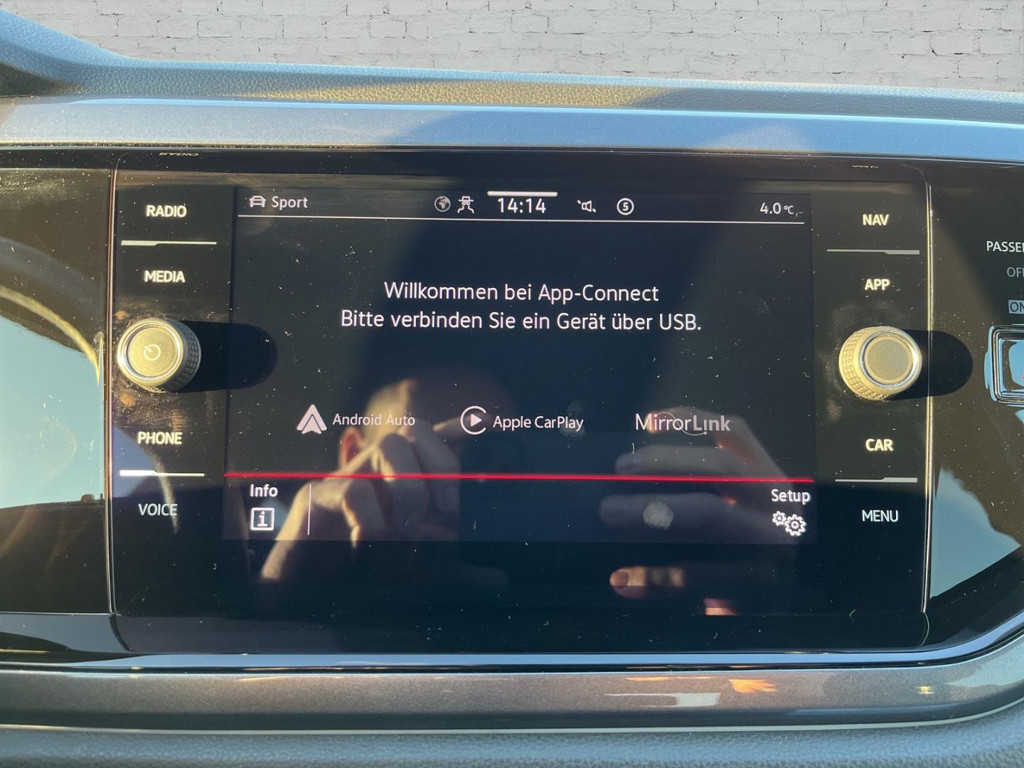 RADIO
MEDIA
PHONE
VOICE
Sport
14:14
5
4.0°C
Willkommen bei App-Connect
Bitte verbinden Sie ein Gerät über USB.
Android Auto
Apple CarPlay
MirrorLink
Info
i
Setup
NAV
APP
CAR
MENU